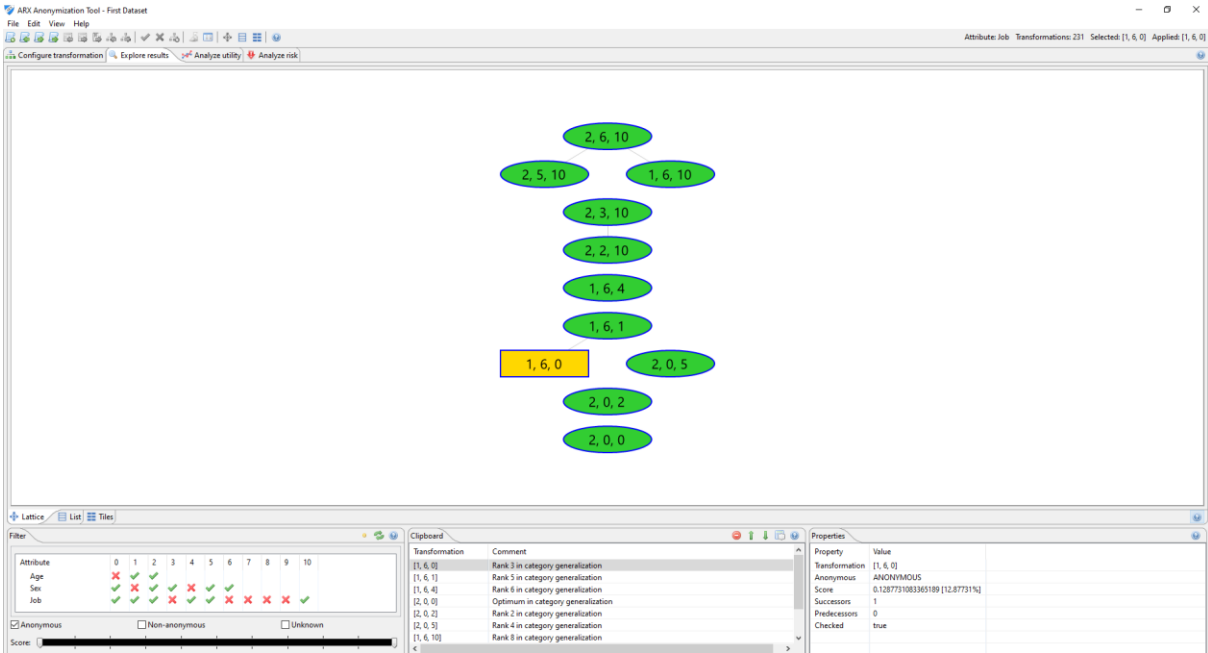 ARX Anonymization Tool - First Dataset
File Edit View Help
Attribute: Job Transformations: 231 Selected: [1, 6, 0] Applied: [1, 6, 0]
Configure transformation Explore results Analyze utility Analyze risk
2, 6, 10
2, 5, 10 1, 6, 10
2, 3, 10
2, 2, 10
1, 6, 4
1, 6, 1
1, 6, 0 2, 0, 5
2, 0, 2
2, 0, 0
Lattice List Tiles
Filter
Attribute 0 1 2 3 4 5 6 7 8 9 10
Age
Sex
Job
Anonymous Non-anonymous Unknown
Score:
Clipboard
Transformation Comment
[1, 6, 0] Rank 3 in category generalization
[1, 6, 1] Rank 5 in category generalization
[1, 6, 4] Rank 6 in category generalization
[2, 0, 0] Optimum in category generalization
[2, 0, 2] Rank 2 in category generalization
[2, 0, 5] Rank 4 in category generalization
[1, 6, 10] Rank 8 in category generalization
Properties
Property Value
Transformation [1, 6, 0]
Anonymous ANONYMOUS
Score 0.1287731083365189 [12.87731%]
Successors 1
Predecessors 0
Checked true